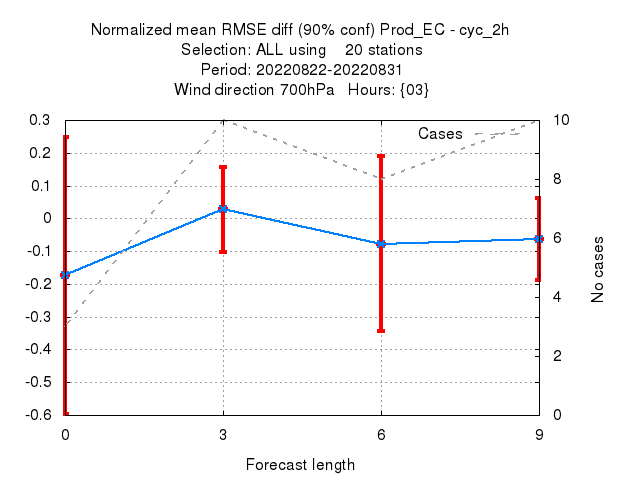 Normalized mean RMSE diff (90% conf) Prod_EC - cyc_2h
Selection: ALL using    20 stations
Period: 20220822-20220831
Wind direction 700hPa   Hours: {03}
0.3
0.2
0.1
0
-0.1
-0.2
-0.3
-0.4
-0.5
-0.6
Cases
10
8
6
4
2
0
No cases
0 3 6 9
Forecast length